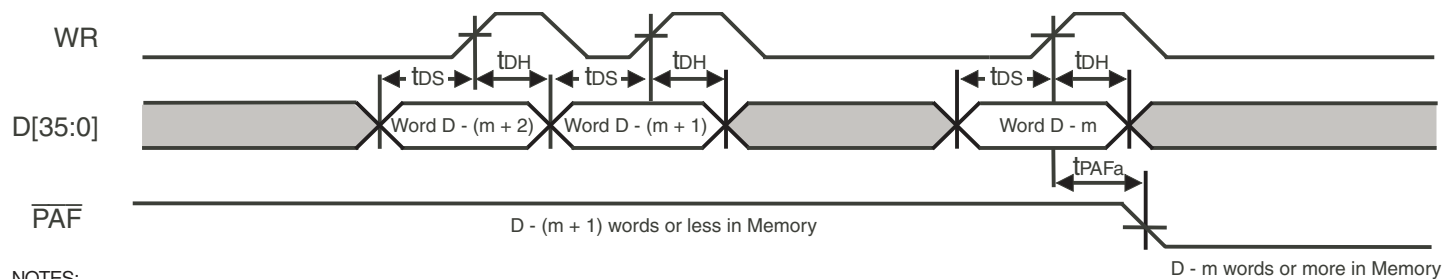 WR
tDS
tDH
tDS
tDH
tDS
tDH
D[35:0]
Word D - (m + 2)
Word D - (m + 1)
Word D - m
tPAFa
PAF
D - (m + 1) words or less in Memory
D - m words or more in Memory
NOTES: